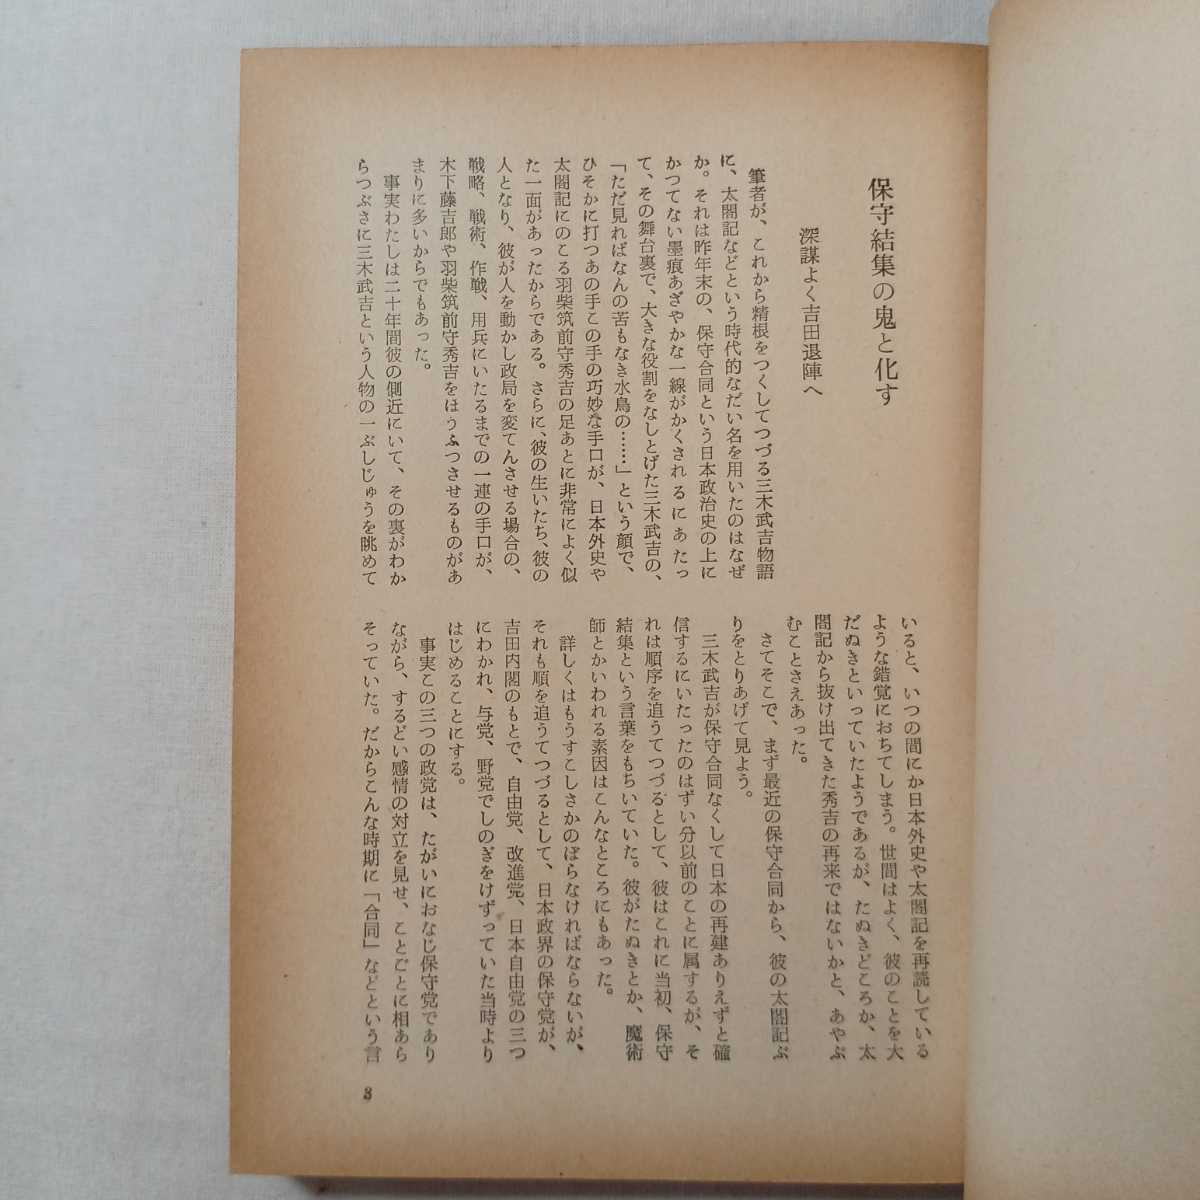 保守結集の鬼と化す
深謀よく吉田退陣へ
筆者が、これから精根をつくしてつづる三木武吉物語
に、太閤記などという時代的なだい名を用いたのはなぜ
か。それは昨年末の、保守合同という日本政治史の上に
かつてない墨痕あざやかな一線がかくされるにあたっ
て、その舞台裏で、大きな役割をなしとげた三木武吉の、
「ただ見ればなんの苦もなき水鳥の……」という顔で、
ひそかに打つあの手この手の巧妙な手口が、日本外史や
太閤記にのこる羽柴筑前守秀吉の足あとに非常によく似
た一面があったからである。さらに、彼の生いたち、彼の
人となり、彼が人を動かし政局を変てんさせる場合の、
戦略、戦術、作戦、用兵にいたるまでの一連の手口が、
木下藤吉郎や羽柴筑前守秀吉をほうふつさせるものがあ
まりに多いからでもあった。
事実わたしは二十年間彼の側近にいて、その裏がわか
らつぶさに三木武吉という人物の一ぶしじゅうを眺めて
いると、いつの間にか日本外史や太閤記を再読している
ような錯覚におちてしまう。世間はよく、彼のことを大
だぬきといっていたようであるが、たぬきどころか、太
閤記から抜け出てきた秀吉の再来ではないかと、あやぶ
むことさえあった。
さてそこで、まず最近の保守合同から、彼の太閤記ぶ
りをとりあげて見よう。
三木武吉が保守合同なくして日本の再建ありえずと確
信するにいたったのはずい分以前のことに属するが、そ
れは順序を追うてつづるとして、彼はこれに当初、保守
結集という言葉をもちいていた。彼がたぬきとか、魔術
師とかいわれる素因はこんなところにもあった。
詳しくはもうすこしさかのぼらなければならないが、
それも順を追うてつづるとして、日本政界の保守党が、
吉田内閣のもとで、自由党、改進党、日本自由党の三つ
にわかれ、与党、野党でしのぎをけずっていた当時より
はじめることにする。
事実この三つの政党は、たがいにおなじ保守党であり
ながら、するどい感情の対立を見せ、ことごとに相あら
そっていた。だからこんな時期に「合同」などという言
3